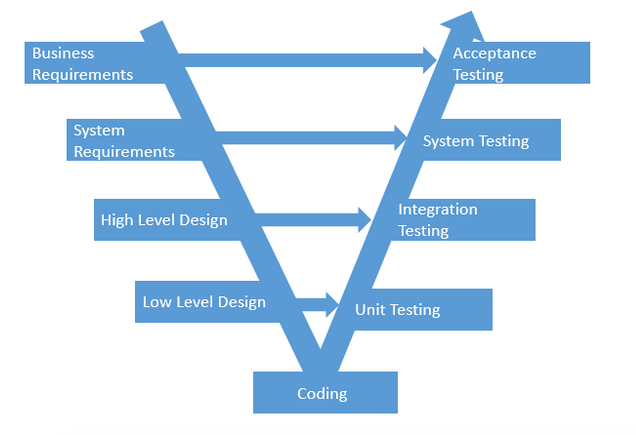 Business
Requirements
Acceptance
Testing
System
Requirements
System Testing
High Level Design
Integration
Testing
Low Level Design
Unit Testing
Coding